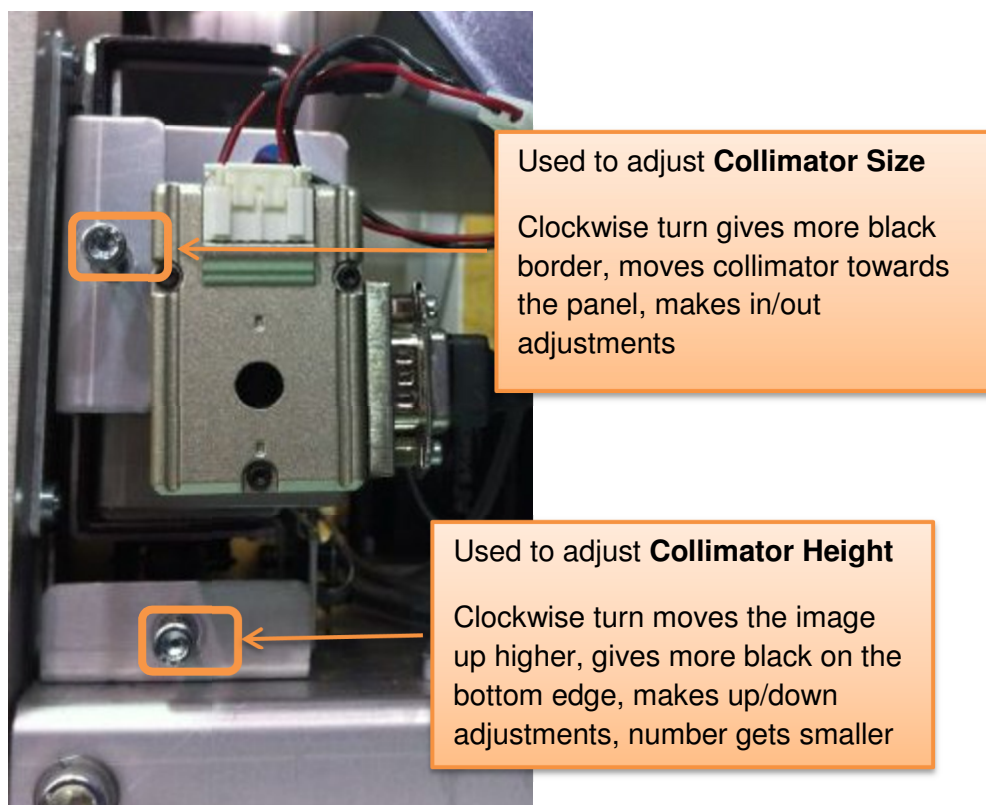 Used to adjust Collimator Size
Clockwise turn gives more black
border, moves collimator towards
the panel, makes in/out
adjustments
Used to adjust Collimator Height
Clockwise turn moves the image
up higher, gives more black on the
bottom edge, makes up/down
adjustments, number gets smaller